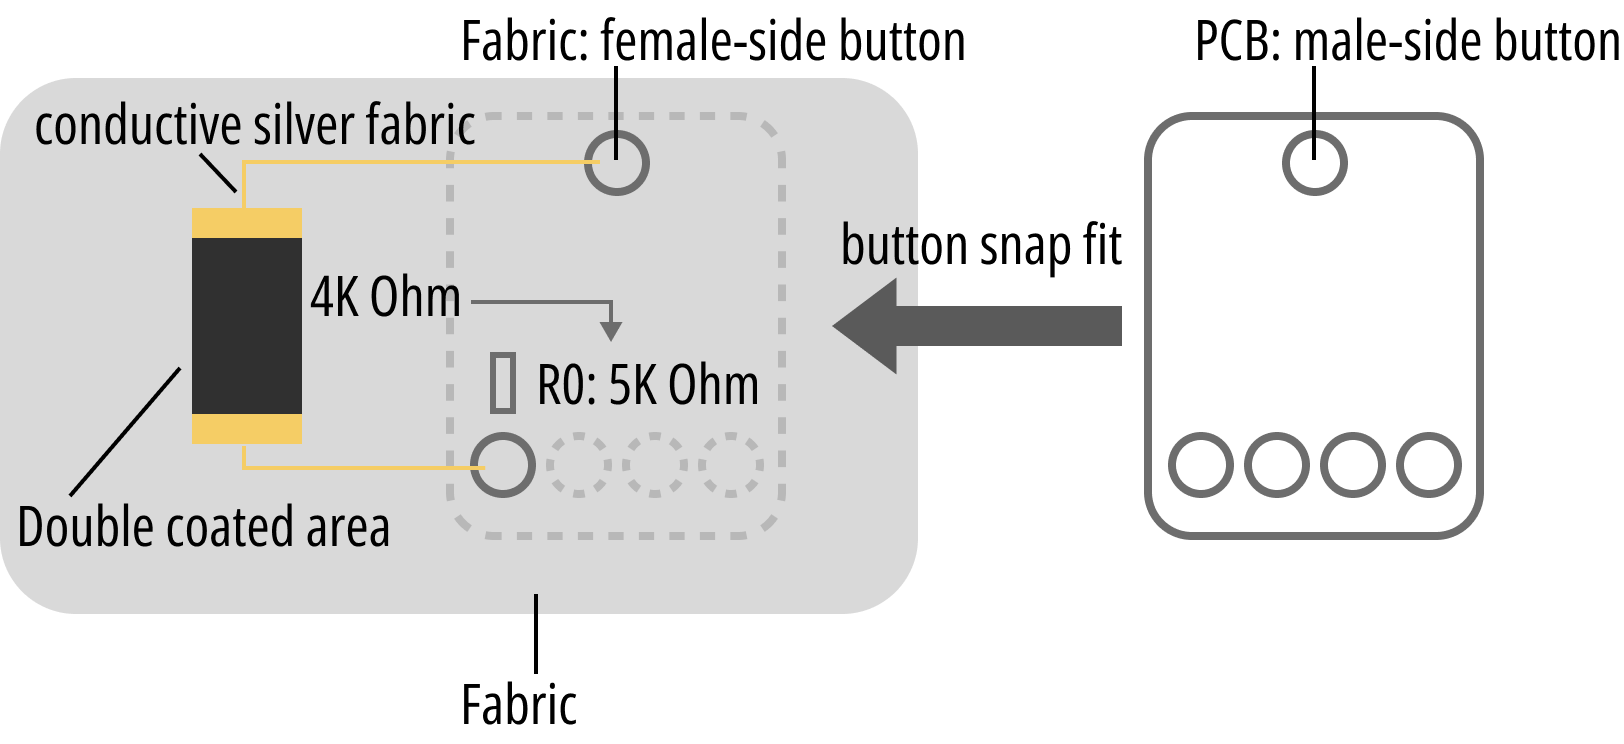 Fabric: female-side button
PCB: male-side button
conductive silver fabric
button snap fit
4K Ohm
R0: 5K Ohm
Double coated area
Fabric